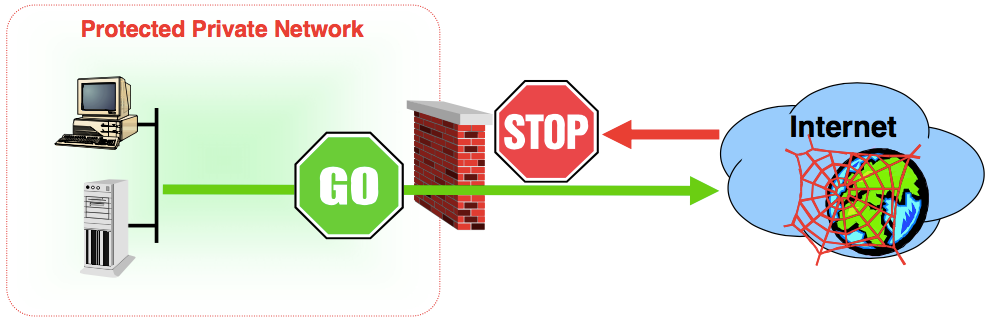 Protected Private Network
GO
STOP
Internet